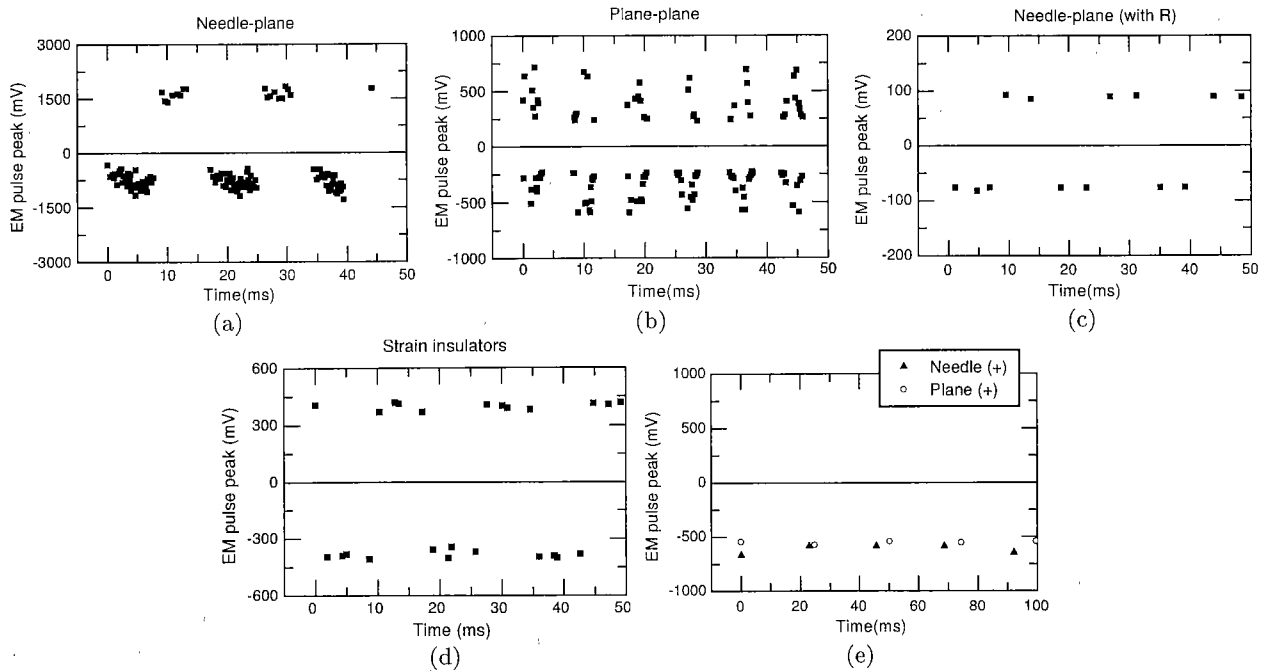 Needle-plane
EM pulse peak (mV)
3000
1500
0
-1500
-3000
0 10 20 30 40 50
Time(ms)
(a)
Plane-plane
EM pulse peak (mV)
1000
500
0
-500
-1000
0 10 20 30 40 50
Time(ms)
(b)
Needle-plane (with R)
EM pulse peak (mV)
200
100
0
-100
-200
0 10 20 30 40 50
Time(ms)
(c)
Strain insulators
EM pulse peak (mV)
600
300
0
-300
-600
0 10 20 30 40 50
Time (ms)
(d)
Needle (+)
Plane (+)
EM pulse peak (mV)
1000
500
0
-500
-1000
0 20 40 60 80 100
Time(ms)
(e)